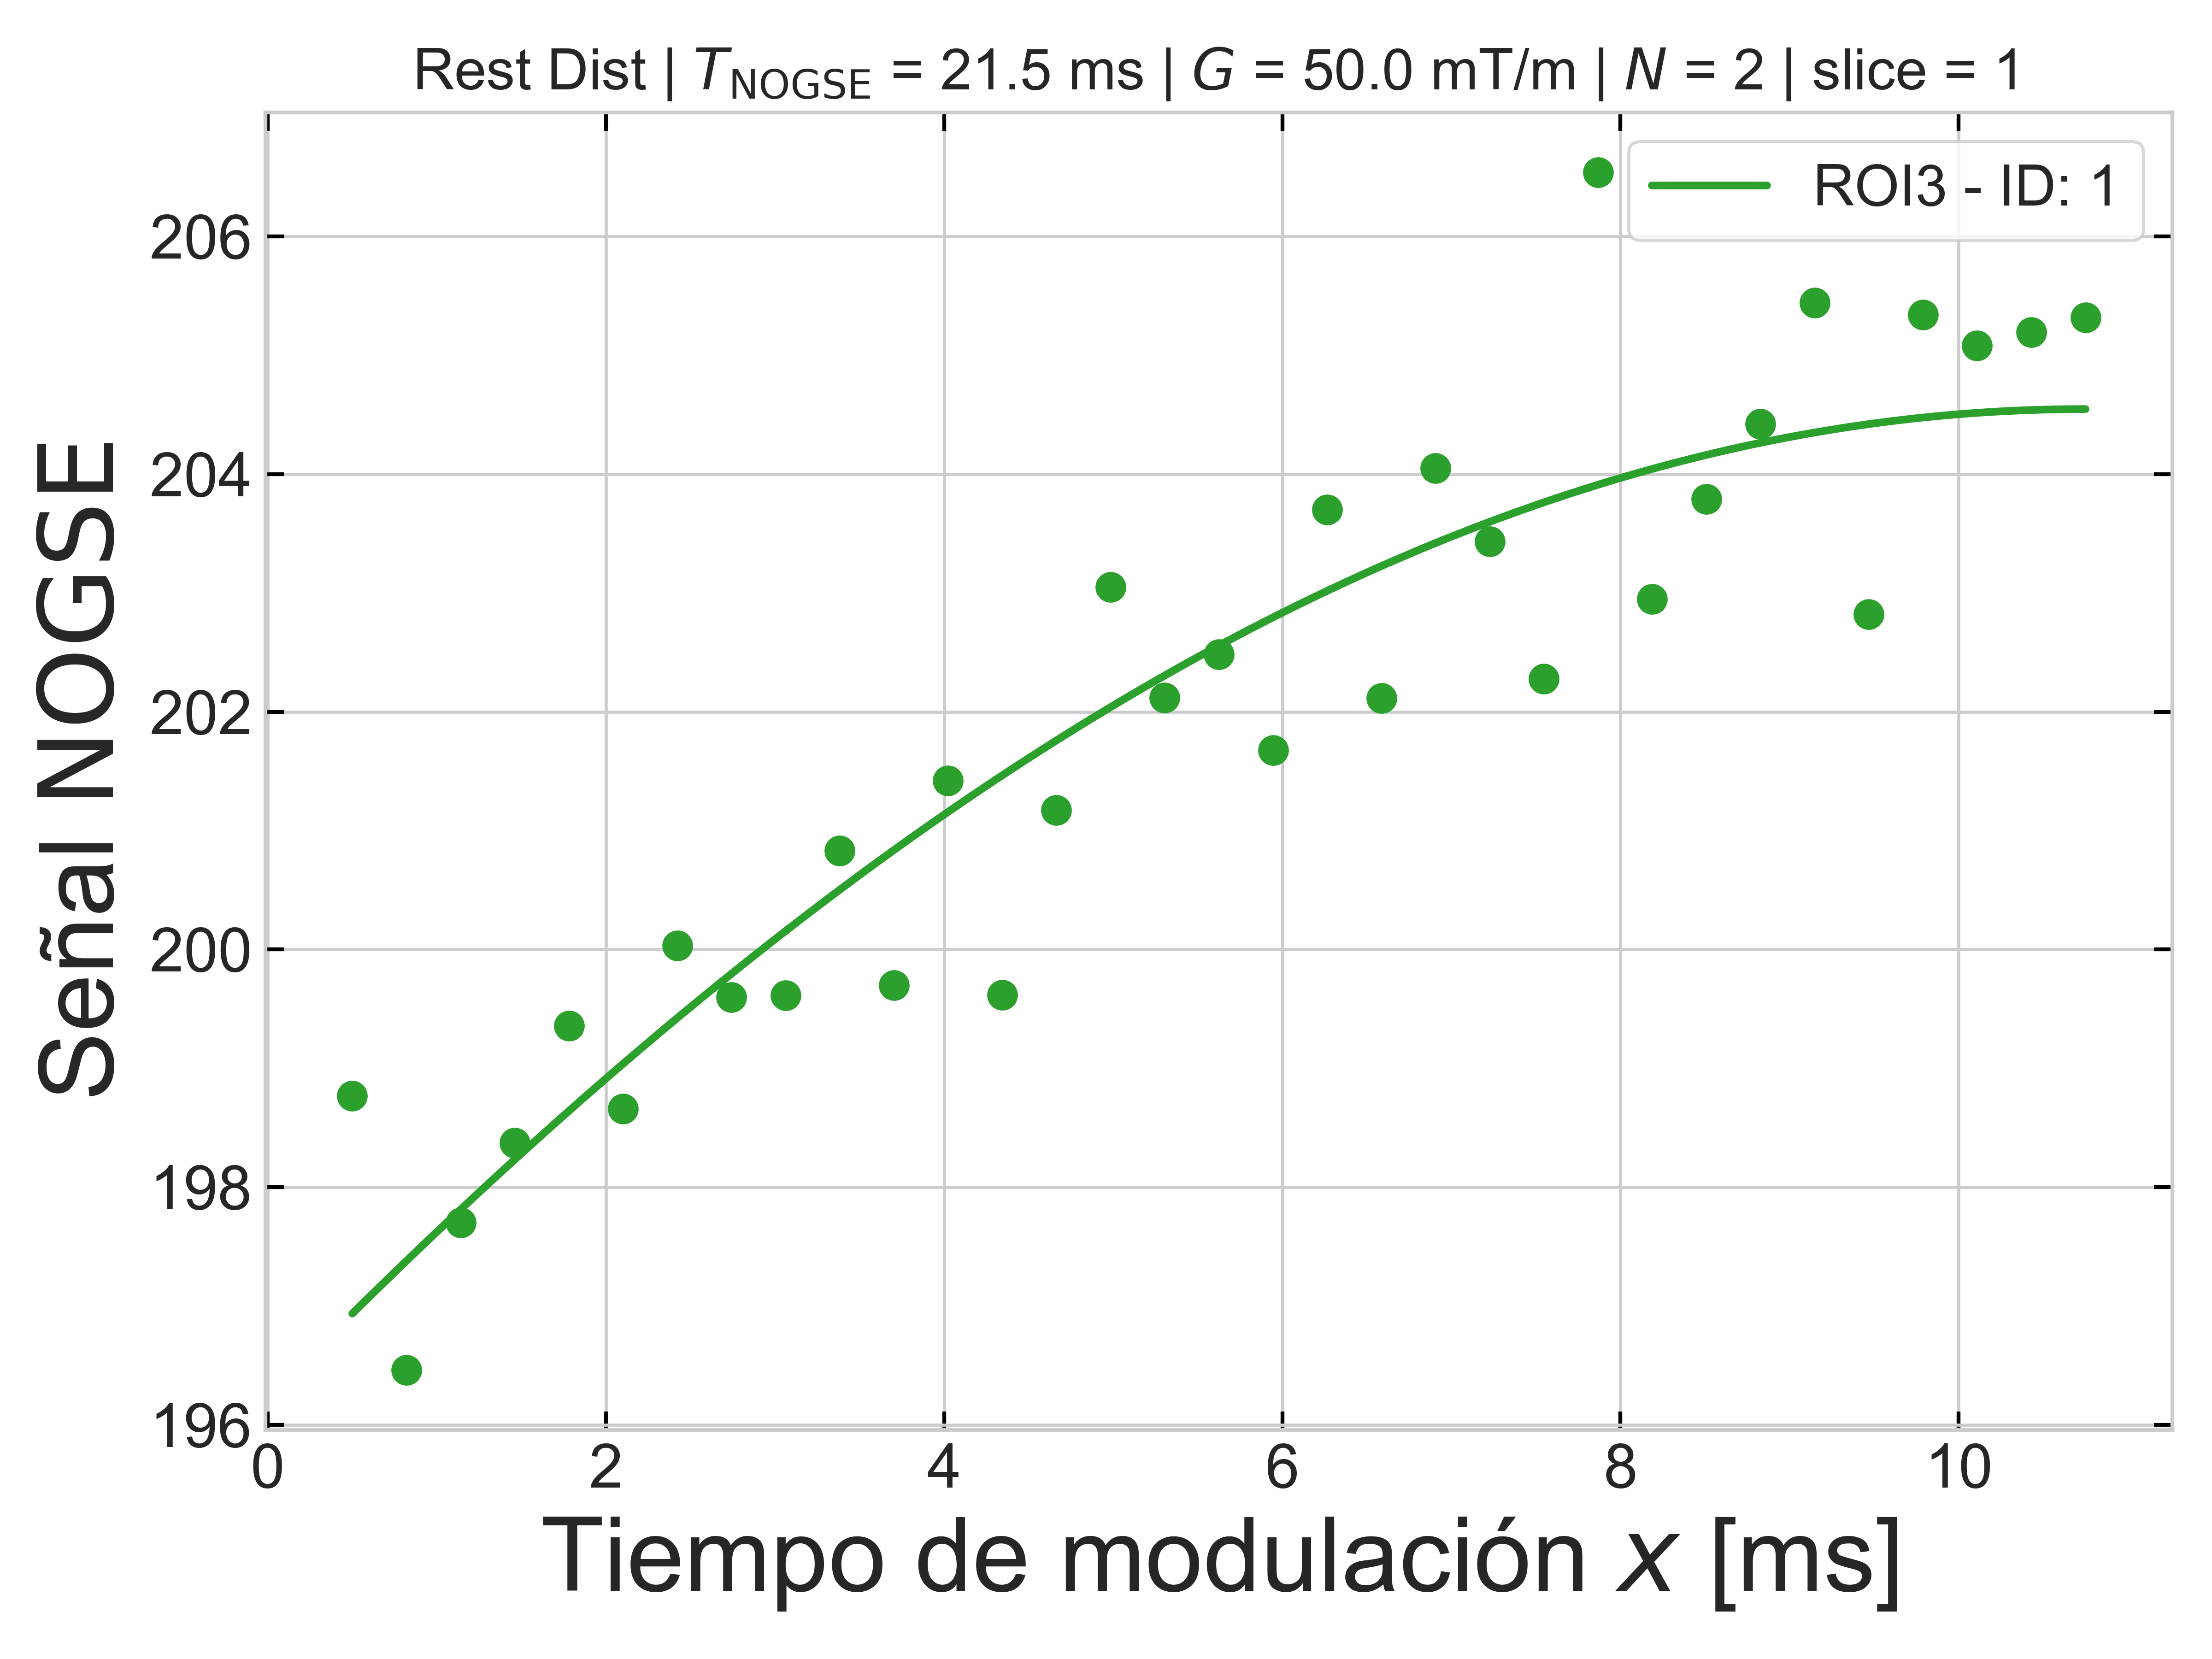 Rest Dist | T_NOGSE = 21.5 ms | G = 50.0 mT/m | N = 2 | slice = 1
ROI3 - ID: 1
206
204
202
200
198
196
Señal NOGSE
0 2 4 6 8 10
Tiempo de modulación x [ms]